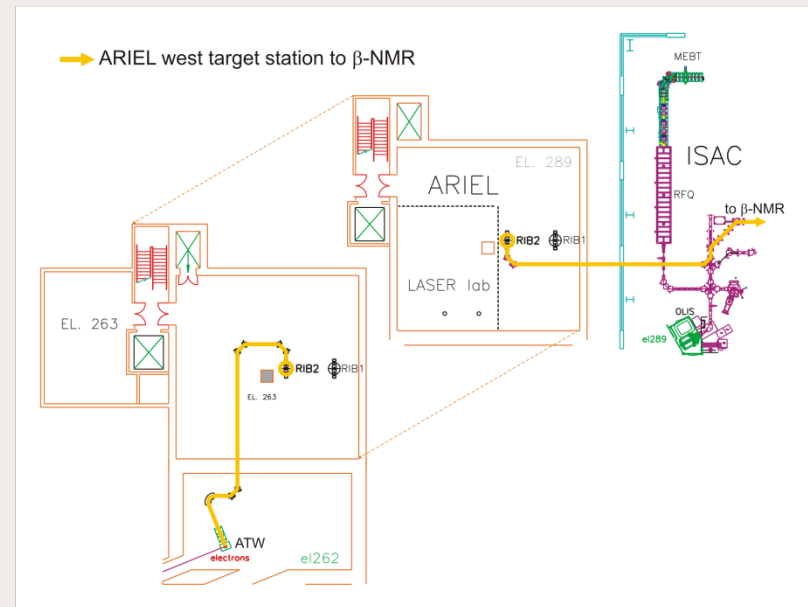 ARIEL west target station to β-NMR
MEBT
EL. 289
ISAC
ARIEL
RFQ
to β-NMR
RIB2
RIB1
LASER lab
OLIS
el289
EL. 263
RIB2
RIB1
EL. 263
ATW
electrons
el262